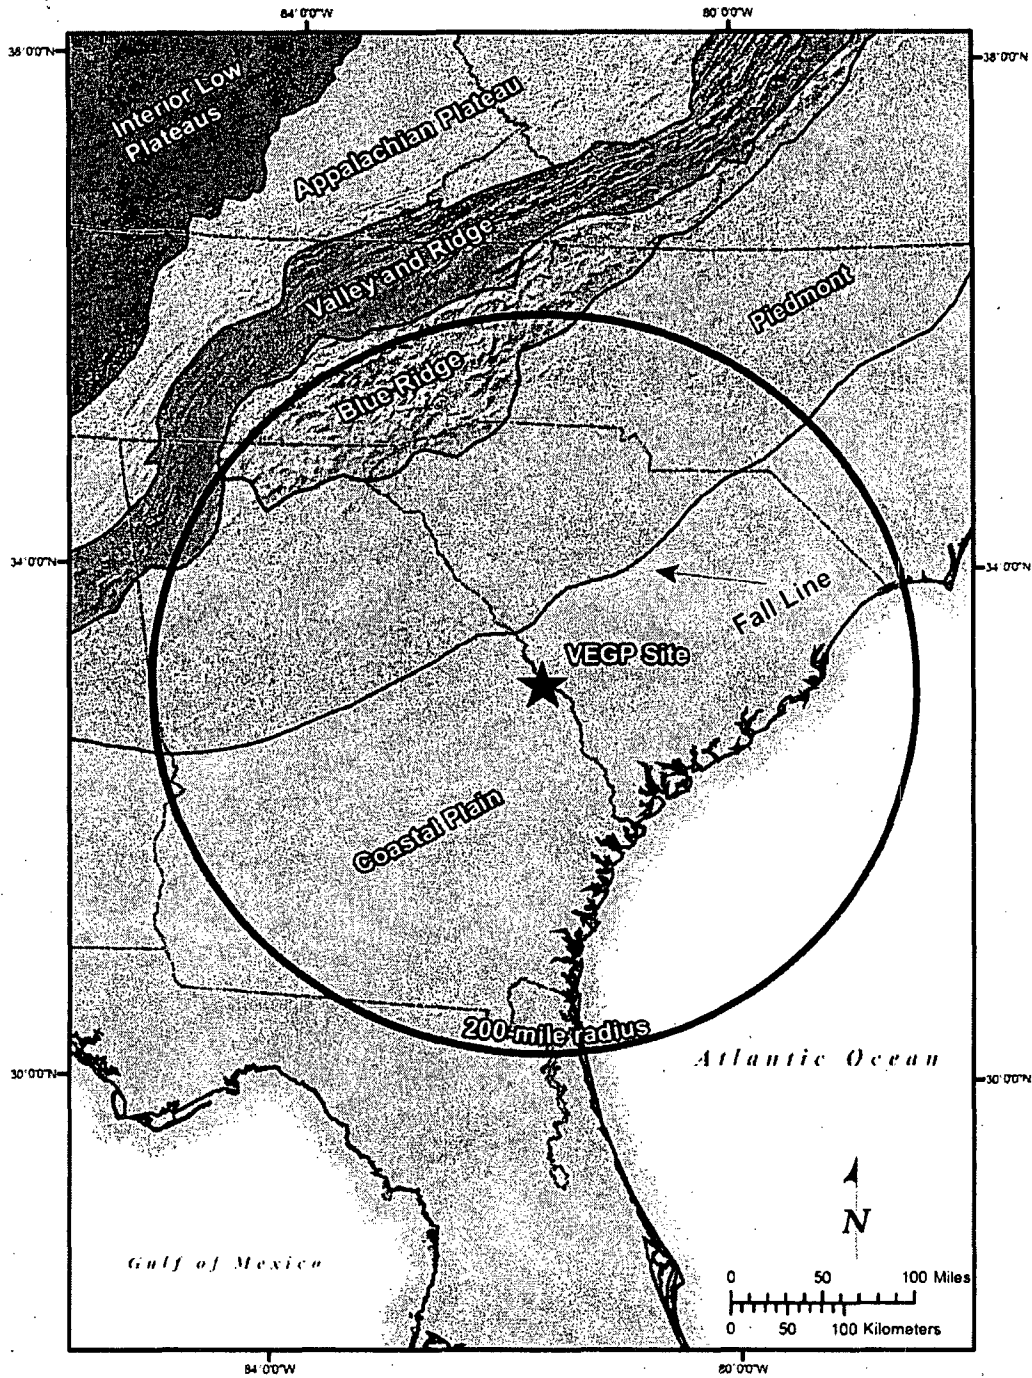 84°0'0"W
80°0'0"W
38°0'0"N
38°0'0"N
Interior Low
Plateaus
Appalachian Plateau
Valley and Ridge
Piedmont
Blue Ridge
34°0'0"N
34°0'0"N
Fall Line
VEGP Site
Coastal Plain
200-mile radius
Atlantic Ocean
30°0'0"N
30°0'0"N
N
Gulf of Mexico
0 50 100 Miles
0 50 100 Kilometers
84°0'0"W
80°0'0"W